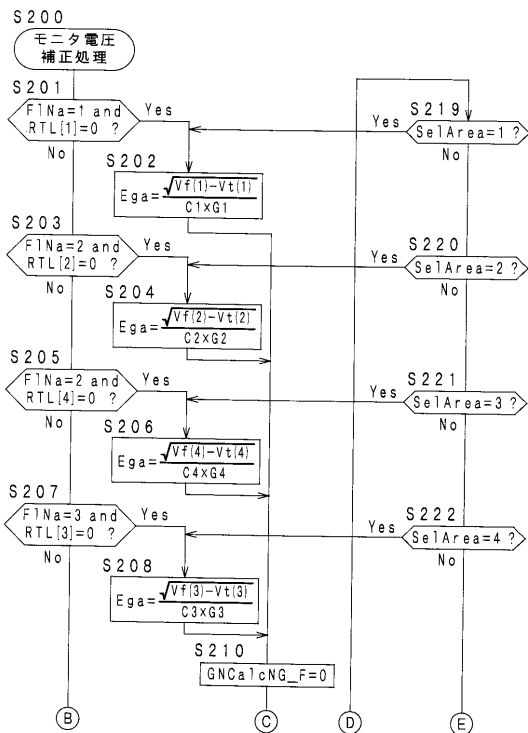 S200
モニタ電圧
補正処理
S201
FlNa=1 and
RTL[1]=0 ?
Yes
No
S219
SelArea=1 ?
Yes
No
S202
Ega=√Vf(1)-Vt(1)
C1×G1
S203
FlNa=2 and
RTL[2]=0 ?
Yes
No
S220
SelArea=2 ?
Yes
No
S204
Ega=√Vf(2)-Vt(2)
C2×G2
S205
FlNa=2 and
RTL[4]=0 ?
Yes
No
S221
SelArea=3 ?
Yes
No
S206
Ega=√Vf(4)-Vt(4)
C4×G4
S207
FlNa=3 and
RTL[3]=0 ?
Yes
No
S222
SelArea=4 ?
Yes
No
S208
Ega=√Vf(3)-Vt(3)
C3×G3
S210
GNCalcNG_F=0
B
C
D
E